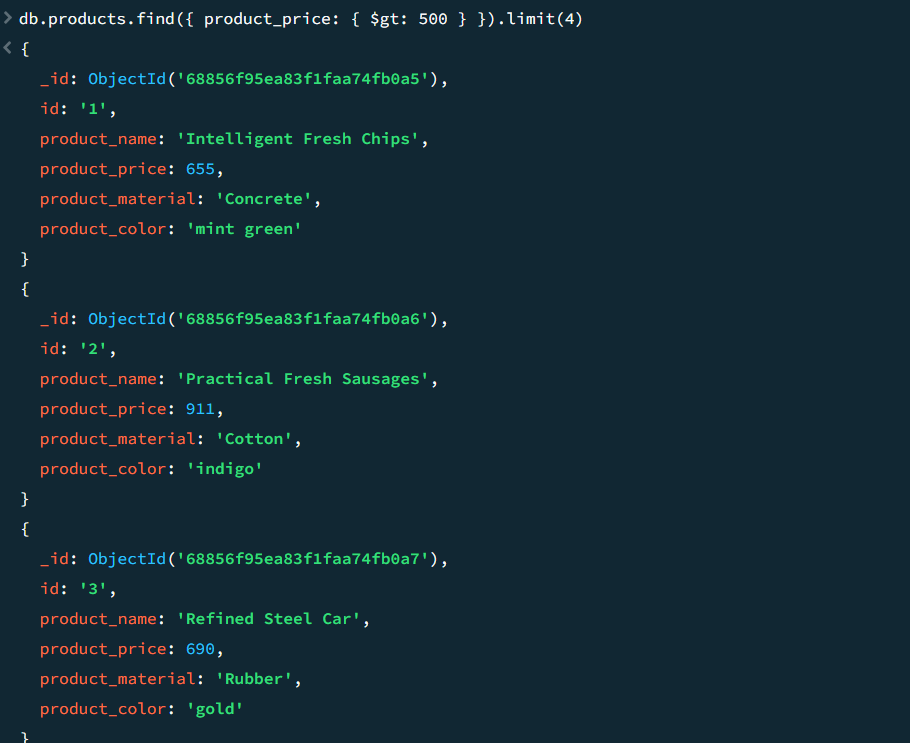 > db.products.find({ product_price: { $gt: 500 } }).limit(4)
< {
_id: ObjectId('68856f95ea83f1faa74fb0a5'),
id: '1',
product_name: 'Intelligent Fresh Chips',
product_price: 655,
product_material: 'Concrete',
product_color: 'mint green'
}
{
_id: ObjectId('68856f95ea83f1faa74fb0a6'),
id: '2',
product_name: 'Practical Fresh Sausages',
product_price: 911,
product_material: 'Cotton',
product_color: 'indigo'
}
{
_id: ObjectId('68856f95ea83f1faa74fb0a7'),
id: '3',
product_name: 'Refined Steel Car',
product_price: 690,
product_material: 'Rubber',
product_color: 'gold'
}